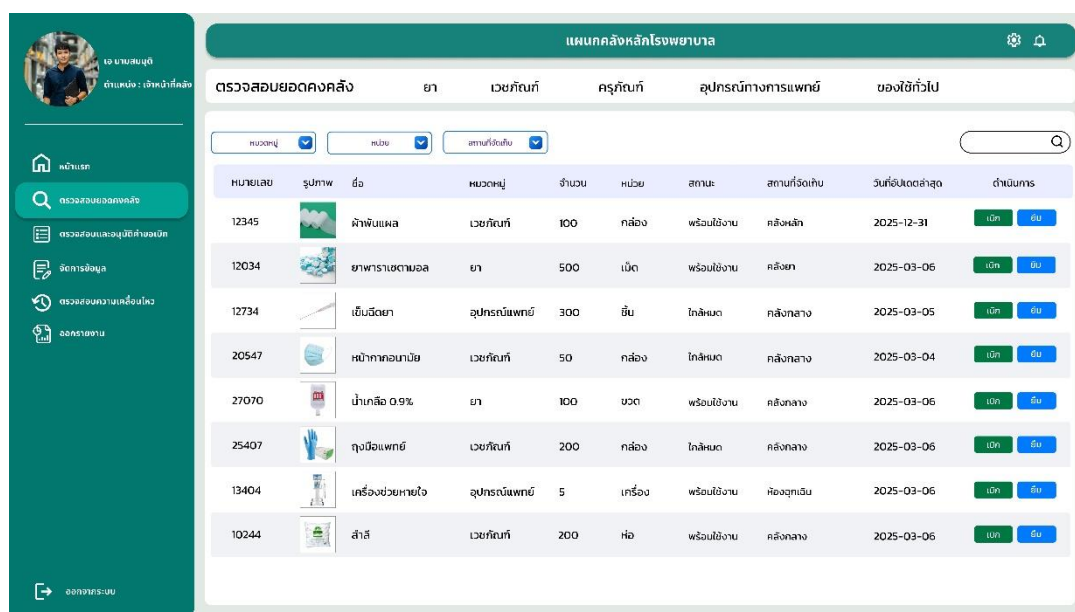 เอ นามสมมุติ
ตำแหน่ง : เจ้าหน้าที่คลัง
หน้าแรก
ตรวจสอบยอดคงคลัง
ตรวจสอบและอนุมัติคำขอเบิก
จัดการข้อมูล
ตรวจสอบความเคลื่อนไหว
ออกรายงาน
ออกจากระบบ
แผนกคลังหลักโรงพยาบาล
ตรวจสอบยอดคงคลัง ยา เวชภัณฑ์ ครุภัณฑ์ อุปกรณ์ทางการแพทย์ ของใช้ทั่วไป
หมวดหมู่ หน่วย สถานที่จัดเก็บ
หมายเลข รูปภาพ ชื่อ หมวดหมู่ จำนวน หน่วย สถานะ สถานที่จัดเก็บ วันที่อัปเดตล่าสุด ดำเนินการ
12345 ผ้าพันแผล เวชภัณฑ์ 100 กล่อง พร้อมใช้งาน คลังหลัก 2025-12-31 เบิก ยืม
12034 ยาพาราเซตามอล ยา 500 เม็ด พร้อมใช้งาน คลังยา 2025-03-06 เบิก ยืม
12734 เข็มฉีดยา อุปกรณ์แพทย์ 300 ชิ้น ใกล้หมด คลังกลาง 2025-03-05 เบิก ยืม
20547 หน้ากากอนามัย เวชภัณฑ์ 50 กล่อง ใกล้หมด คลังกลาง 2025-03-04 เบิก ยืม
27070 น้ำเกลือ 0.9% ยา 100 ขวด พร้อมใช้งาน คลังกลาง 2025-03-06 เบิก ยืม
25407 ถุงมือแพทย์ เวชภัณฑ์ 200 กล่อง ใกล้หมด คลังกลาง 2025-03-06 เบิก ยืม
13404 เครื่องช่วยหายใจ อุปกรณ์แพทย์ 5 เครื่อง พร้อมใช้งาน ห้องฉุกเฉิน 2025-03-06 เบิก ยืม
10244 สำลี เวชภัณฑ์ 200 ห่อ พร้อมใช้งาน คลังกลาง 2025-03-06 เบิก ยืม